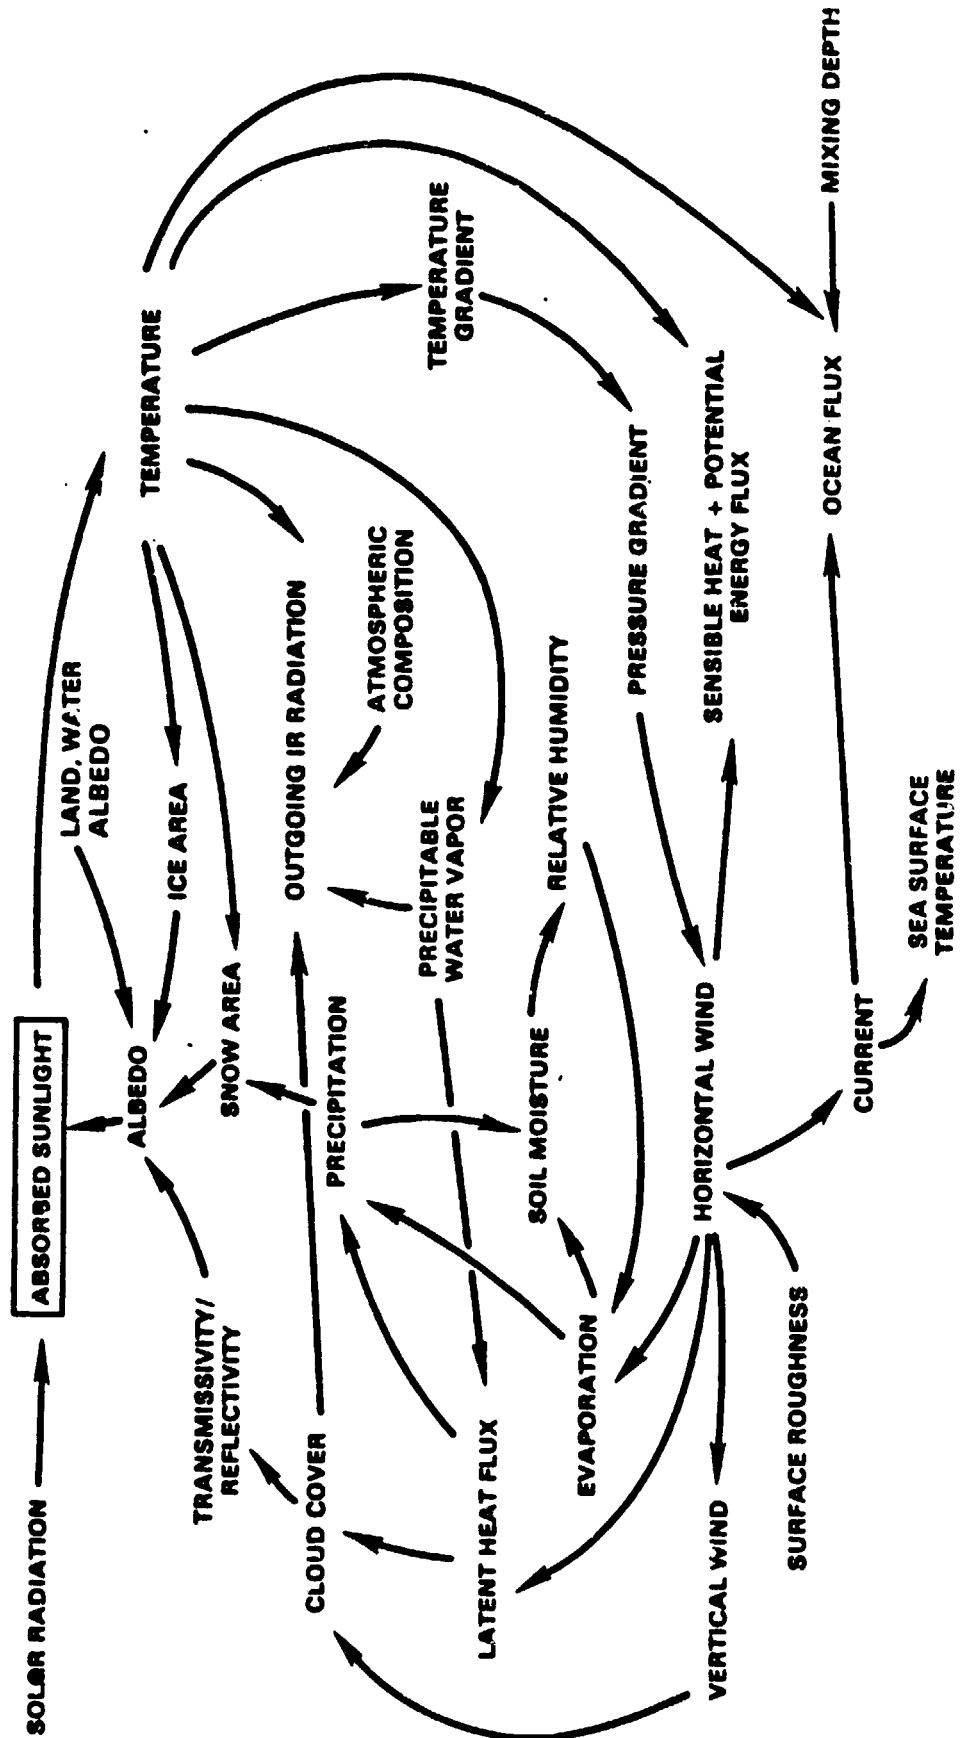 SOLAR RADIATION
ABSORBED SUNLIGHT
LAND, WATER
ALBEDO
TEMPERATURE
ALBEDO
ICE AREA
TRANSMISSIVITY/
REFLECTIVITY
SNOW AREA
OUTGOING IR RADIATION
CLOUD COVER
PRECIPITATION
ATMOSPHERIC
COMPOSITION
TEMPERATURE
GRADIENT
PRECIPITABLE
WATER VAPOR
LATENT HEAT FLUX
SOIL MOISTURE
RELATIVE HUMIDITY
EVAPORATION
PRESSURE GRADIENT
VERTICAL WIND
HORIZONTAL WIND
SENSIBLE HEAT + POTENTIAL
ENERGY FLUX
SURFACE ROUGHNESS
OCEAN FLUX
MIXING DEPTH
CURRENT
SEA SURFACE
TEMPERATURE